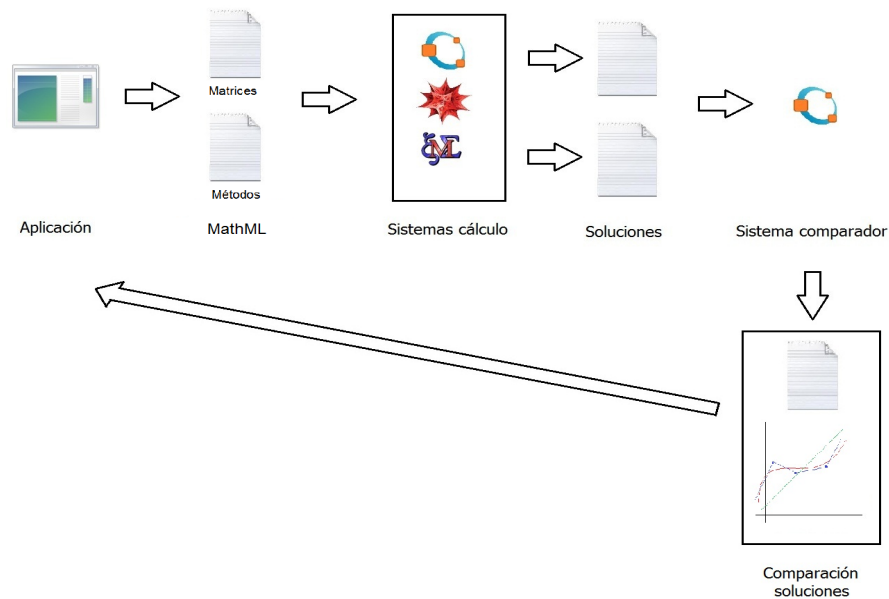 Matrices
Métodos
Aplicación
MathML
Sistemas cálculo
Soluciones
Sistema comparador
Comparación
soluciones